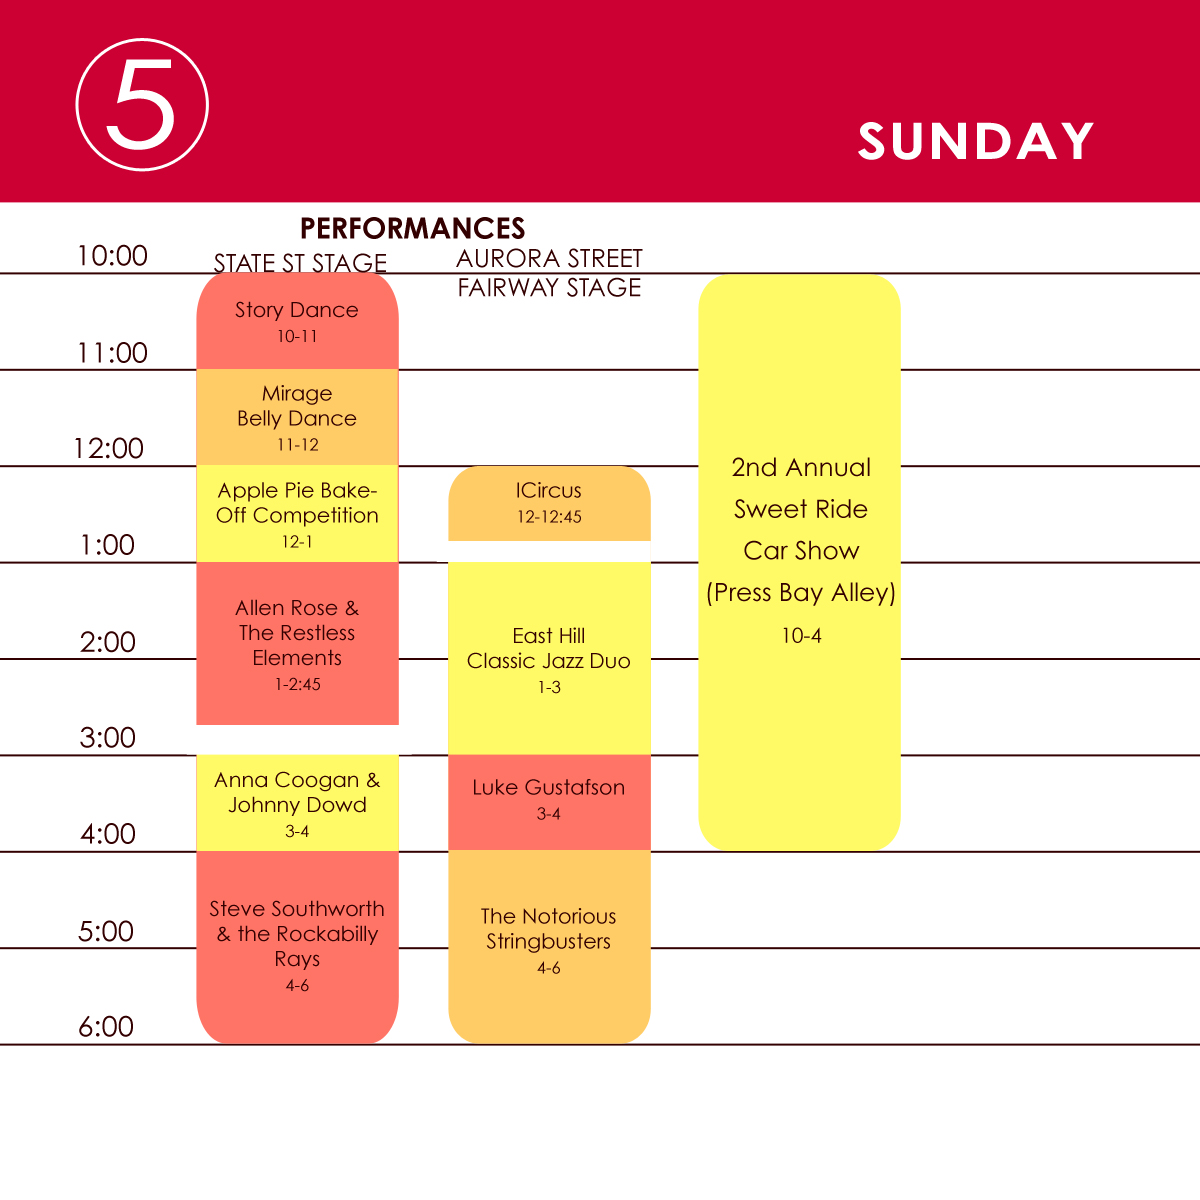 5
SUNDAY
PERFORMANCES
STATE ST STAGE
AURORA STREET
FAIRWAY STAGE
10:00
11:00
12:00
1:00
2:00
3:00
4:00
5:00
6:00
Story Dance
10-11
Mirage
Belly Dance
11-12
Apple Pie Bake-
Off Competition
12-1
Allen Rose &
The Restless
Elements
1-2:45
Anna Coogan &
Johnny Dowd
3-4
Steve Southworth
& the Rockabilly
Rays
4-6
ICircus
12-12:45
East Hill
Classic Jazz Duo
1-3
Luke Gustafson
3-4
The Notorious
Stringbusters
4-6
2nd Annual
Sweet Ride
Car Show
(Press Bay Alley)
10-4